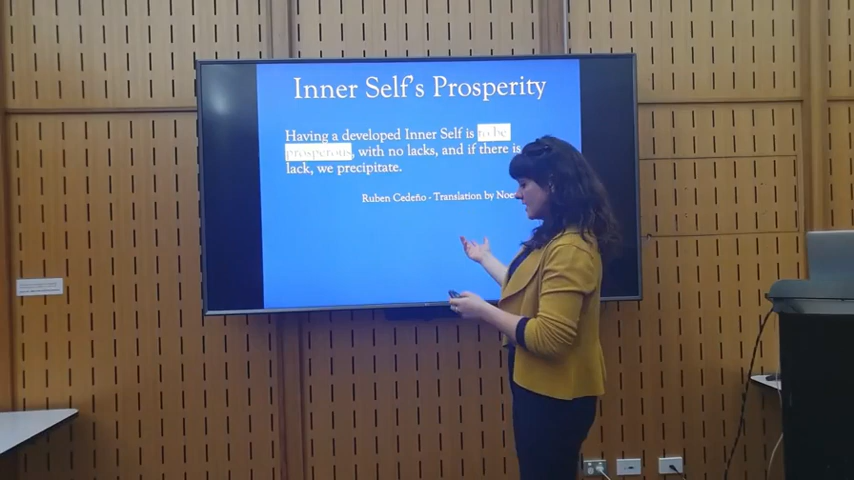 Inner Self's Prosperity
Having a developed Inner Self is to be
prosperous, with no lacks, and if there is
lack, we precipitate.
Ruben Cedeño - Translation by